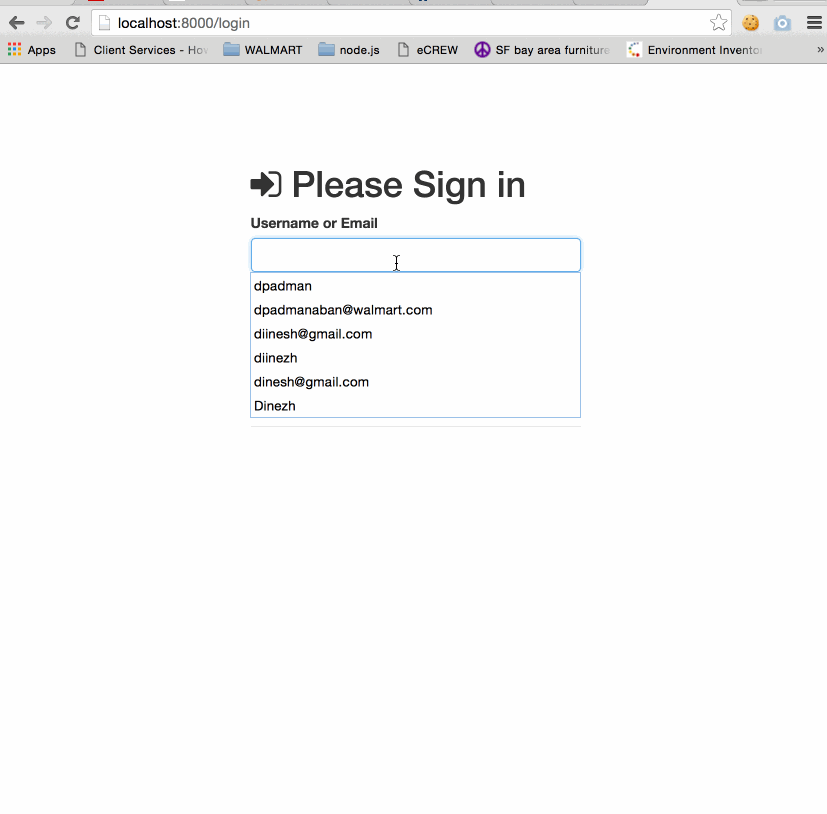 localhost:8000/login
Apps Client Services - Hov WALMART node.js eCREW SF bay area furniture Environment Inventor »
Please Sign in
Username or Email
dpadman
dpadmanaban@walmart.com
diinesh@gmail.com
diinezh
dinesh@gmail.com
Dinezh